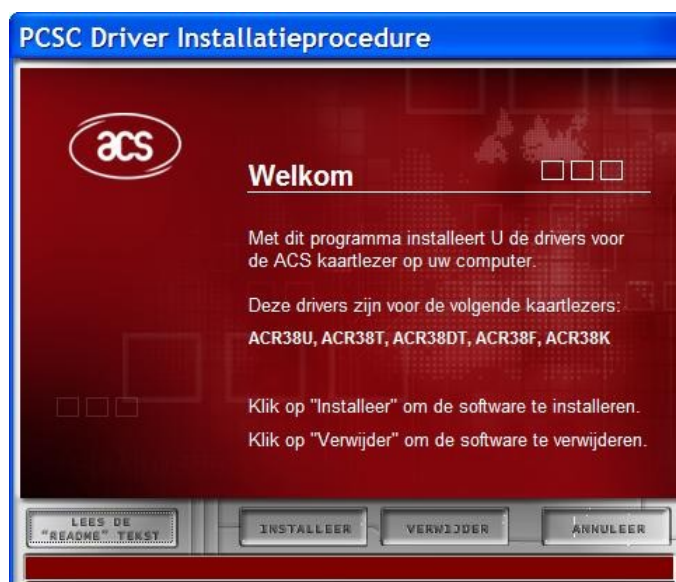 PCSC Driver Installatieprocedure
acs
Welkom
Met dit programma installeert U de drivers voor
de ACS kaartlezer op uw computer.
Deze drivers zijn voor de volgende kaartlezers:
ACR38U, ACR38T, ACR38DT, ACR38F, ACR38K
Klik op "Installeer" om de software te installeren.
Klik op "Verwijder" om de software te verwijderen.
LEES DE
"README" TEKST
INSTALLEER
VERWIJDER
ANNULEER